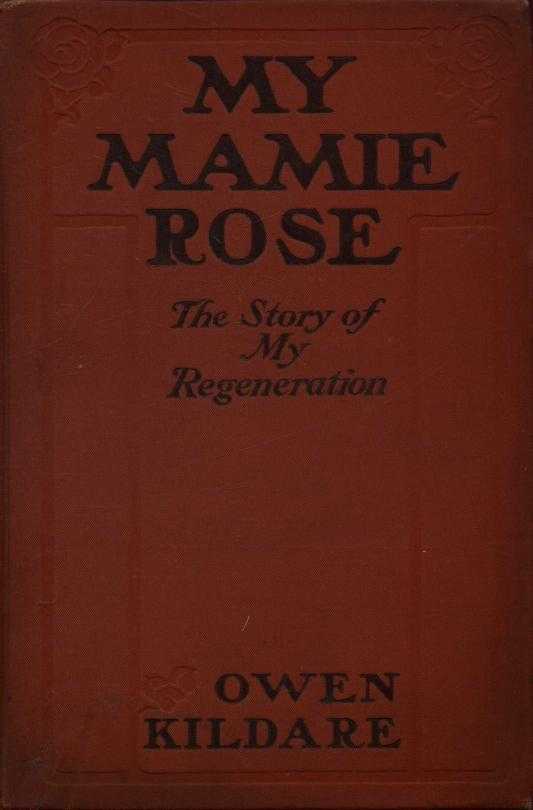 MY
MAMIE
ROSE
The Story of
My
Regeneration
OWEN
KILDARE